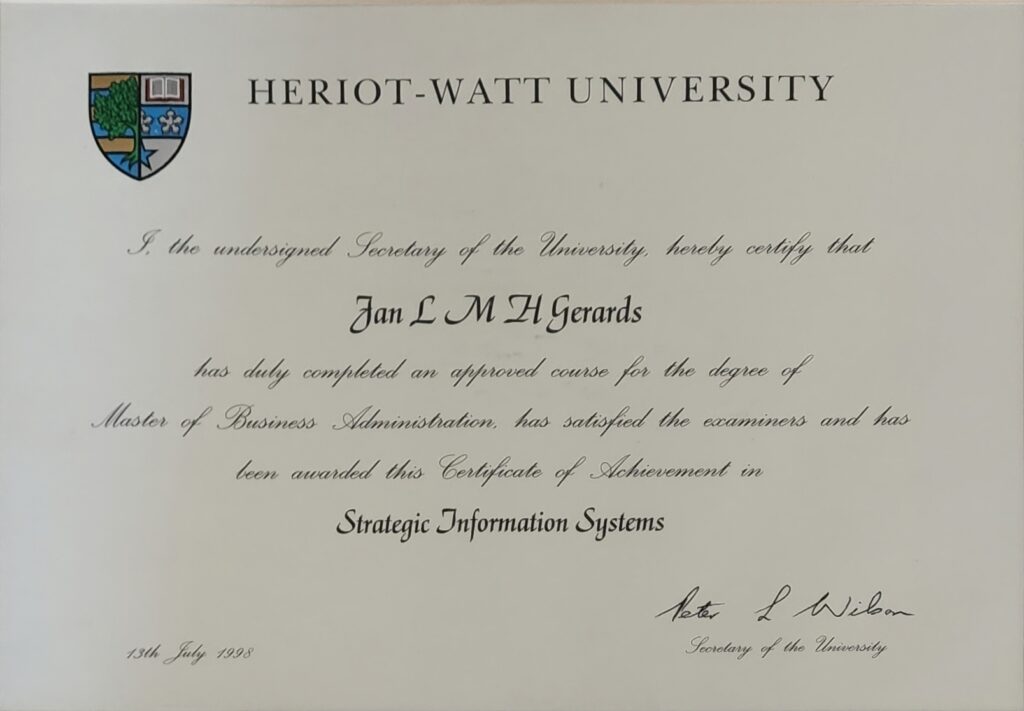 HERIOT-WATT UNIVERSITY
I, the undersigned Secretary of the University, hereby certify that
Jan L M H Gerards
has duly completed an approved course for the degree of
Master of Business Administration, has satisfied the examiners and has
been awarded this Certificate of Achievement in
Strategic Information Systems
Peter L Wilson
Secretary of the University
13th July 1998